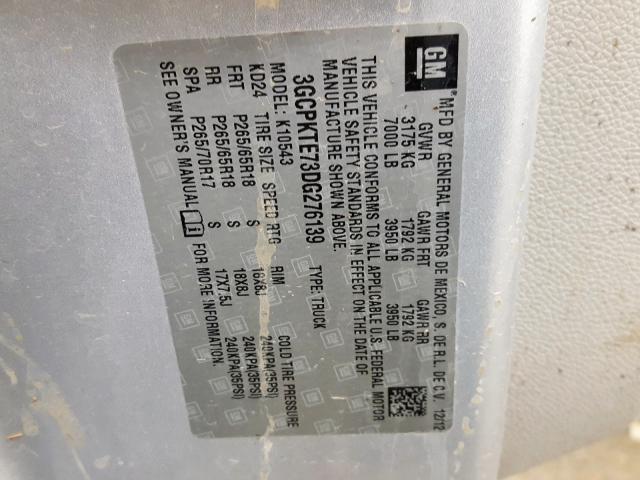 GM
MFD BY GENERAL MOTORS DE MEXICO, S. DE R.L. DE C.V. 12/12
GVWR GAWR FRT GAWR RR
3175 KG 1792 KG 1792 KG
7000 LB 3950 LB 3950 LB
THIS VEHICLE CONFORMS TO ALL APPLICABLE U.S. FEDERAL MOTOR
VEHICLE SAFETY STANDARDS IN EFFECT ON THE DATE OF
MANUFACTURE SHOWN ABOVE.
3GCPKTE73DG276139 TYPE: TRUCK
MODEL: K10543
KD24 TIRE SIZE SPEED RTG RIM COLD TIRE PRESSURE
FRT P265/65R18 S 18X8J 240KPA(35PSI)
RR P265/65R18 S 18X8J 240KPA(35PSI)
SPA P265/70R17 S 17X7.5J 240KPA(35PSI)
SEE OWNER'S MANUAL FOR MORE INFORMATION.